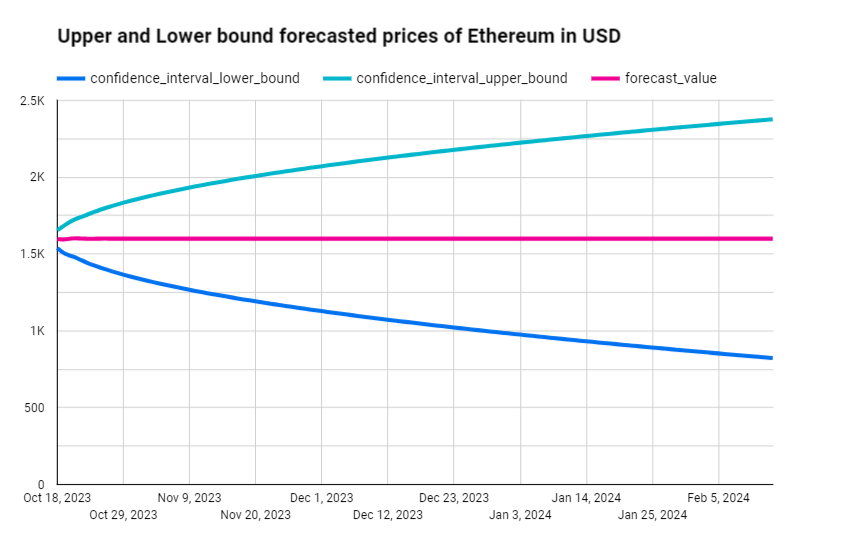 Upper and Lower bound forecasted prices of Ethereum in USD
confidence_interval_lower_bound confidence_interval_upper_bound forecast_value
2.5K
2K
1.5K
1K
500
0
Oct 18, 2023 Nov 9, 2023 Dec 1, 2023 Dec 23, 2023 Jan 14, 2024 Feb 5, 2024
Oct 29, 2023 Nov 20, 2023 Dec 12, 2023 Jan 3, 2024 Jan 25, 2024